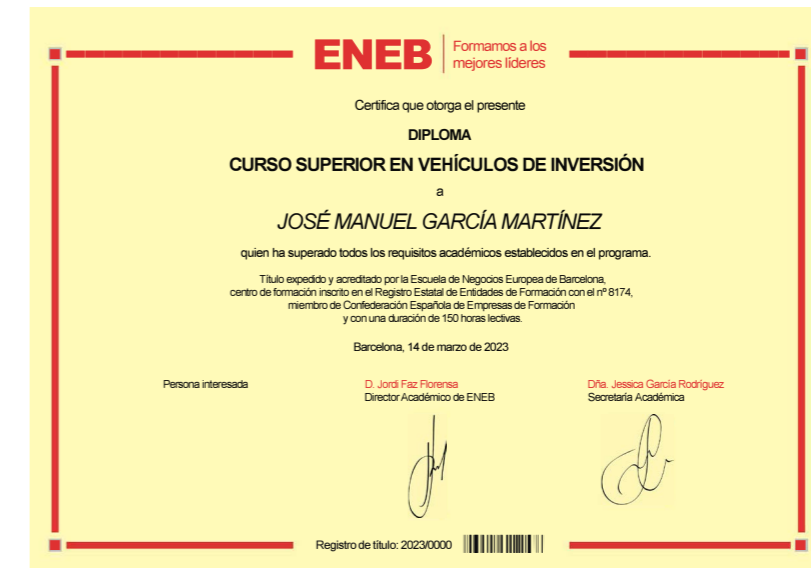 ENEB
Formamos a los
mejores líderes
Certifica que otorga el presente
DIPLOMA
CURSO SUPERIOR EN VEHÍCULOS DE INVERSIÓN
a
JOSÉ MANUEL GARCÍA MARTÍNEZ
quien ha superado todos los requisitos académicos establecidos en el programa.
Título expedido y acreditado por la Escuela de Negocios Europea de Barcelona,
centro de formación inscrito en el Registro Estatal de Entidades de Formación con el nº 8174,
miembro de Confederación Española de Empresas de Formación
y con una duración de 150 horas lectivas.
Barcelona, 14 de marzo de 2023
Persona interesada
D. Jordi Faz Florensa
Director Académico de ENEB
Dña. Jessica García Rodríguez
Secretaría Académica
Registro de título: 2023/0000